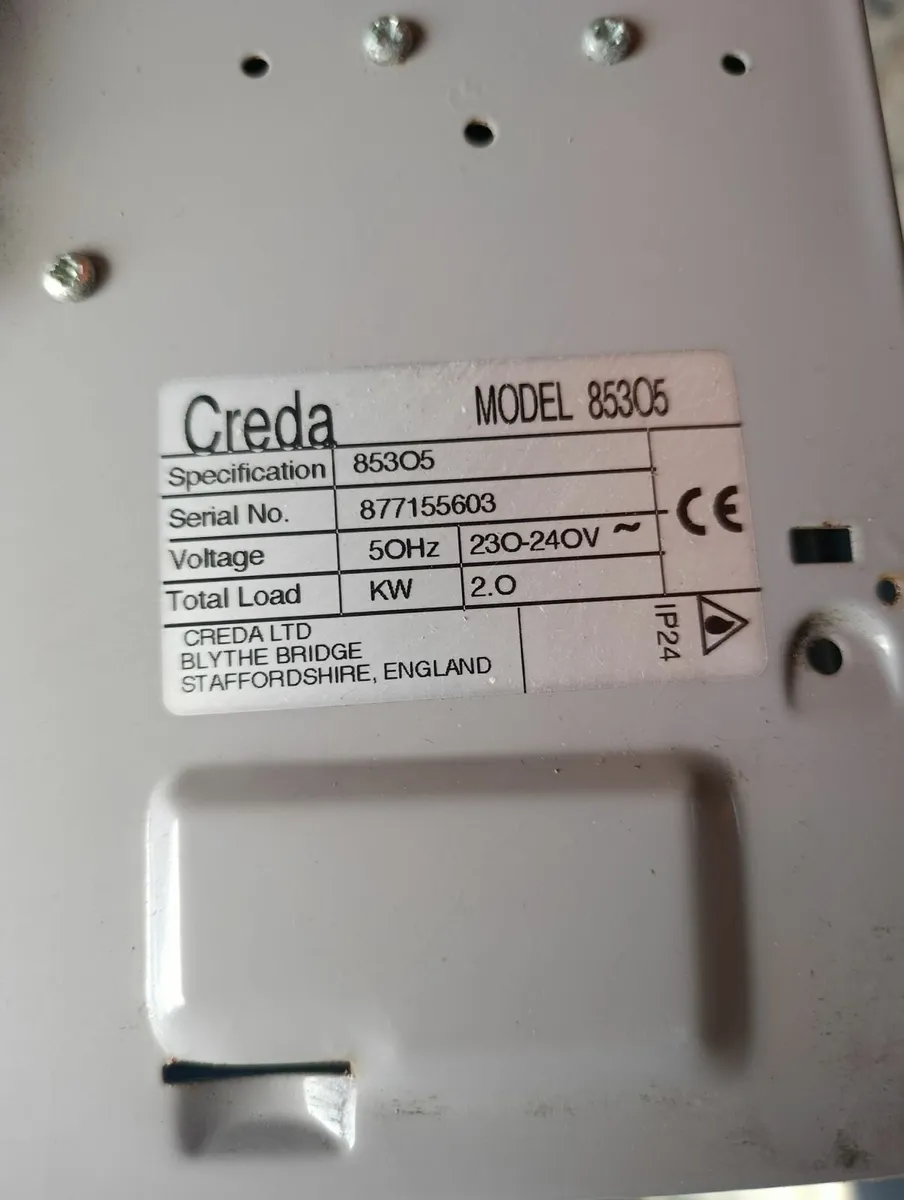 Creda MODEL 85305
Specification 85305
Serial No. 877155603
Voltage 50Hz 230-240V ~
Total Load KW 2.0
CREDA LTD
BLYTHE BRIDGE
STAFFORDSHIRE, ENGLAND
CE
IP24